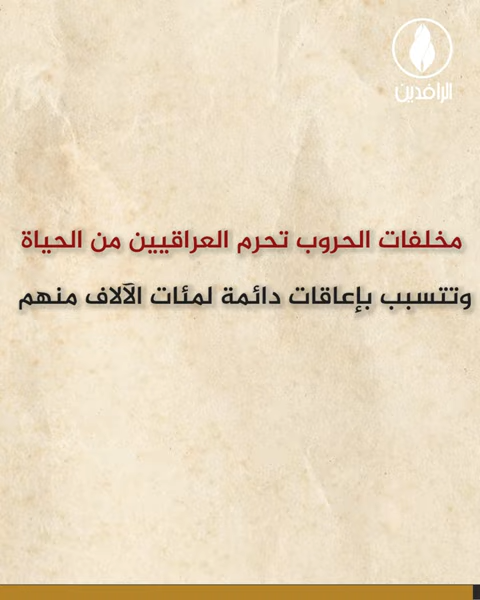 الرافدين
مخلفات الحروب تحرم العراقيين من الحياة
وتتسبب بإعاقات دائمة لمئات الآلاف منهم